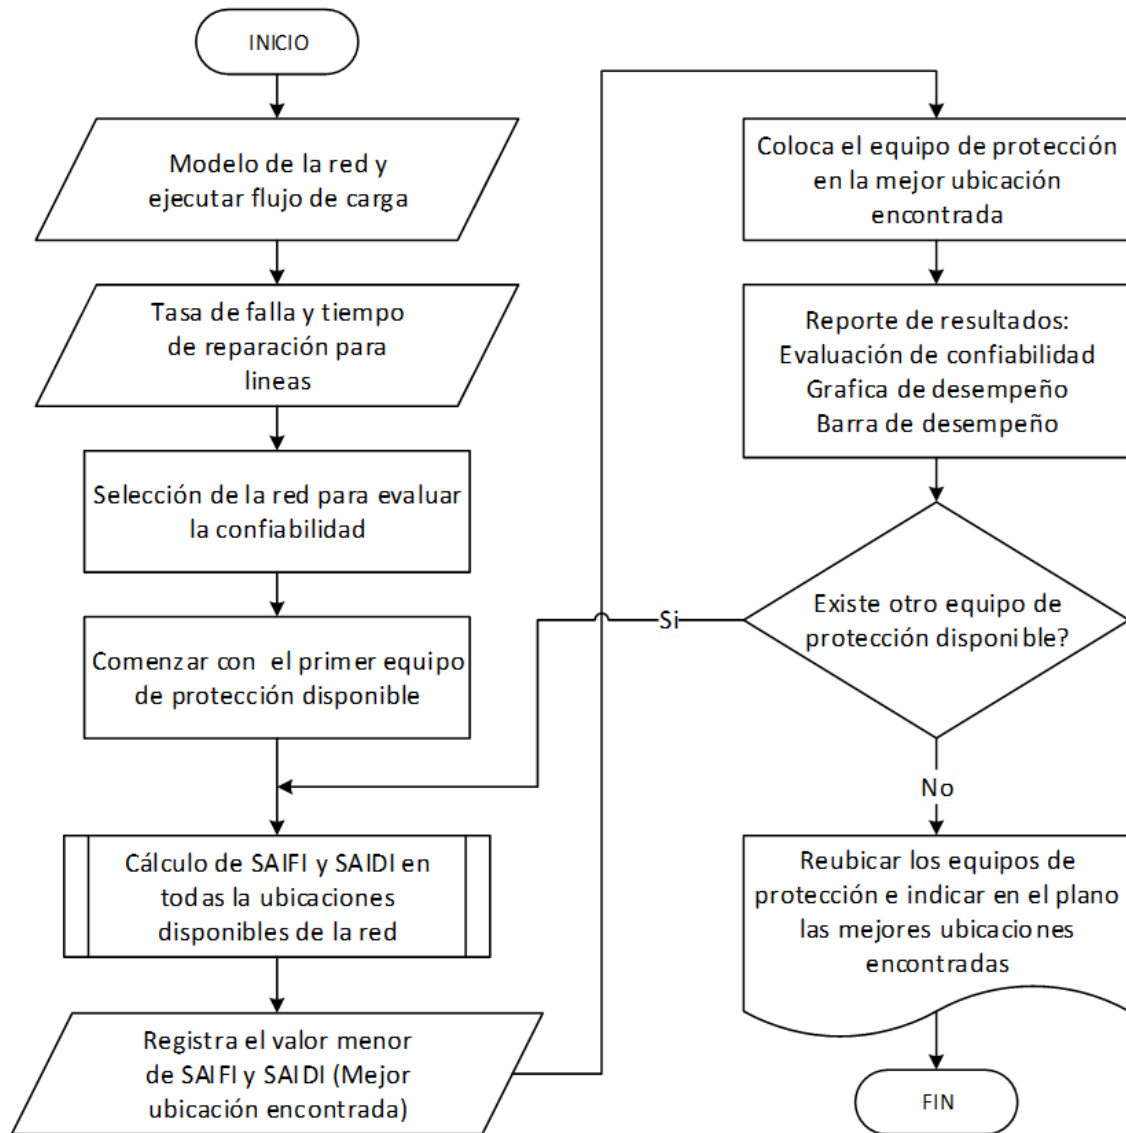 INICIO
Modelo de la red y
ejecutar flujo de carga
Tasa de falla y tiempo
de reparación para
lineas
Selección de la red para evaluar
la confiabilidad
Comenzar con el primer equipo
de protección disponible
Cálculo de SAIFI y SAIDI en
todas la ubicaciones
disponibles de la red
Registra el valor menor
de SAIFI y SAIDI (Mejor
ubicación encontrada)
Coloca el equipo de protección
en la mejor ubicación
encontrada
Reporte de resultados:
Evaluación de confiabilidad
Grafica de desempeño
Barra de desempeño
Existe otro equipo de
protección disponible?
Si
No
Reubicar los equipos de
protección e indicar en el plano
las mejores ubicaciones
encontradas
FIN